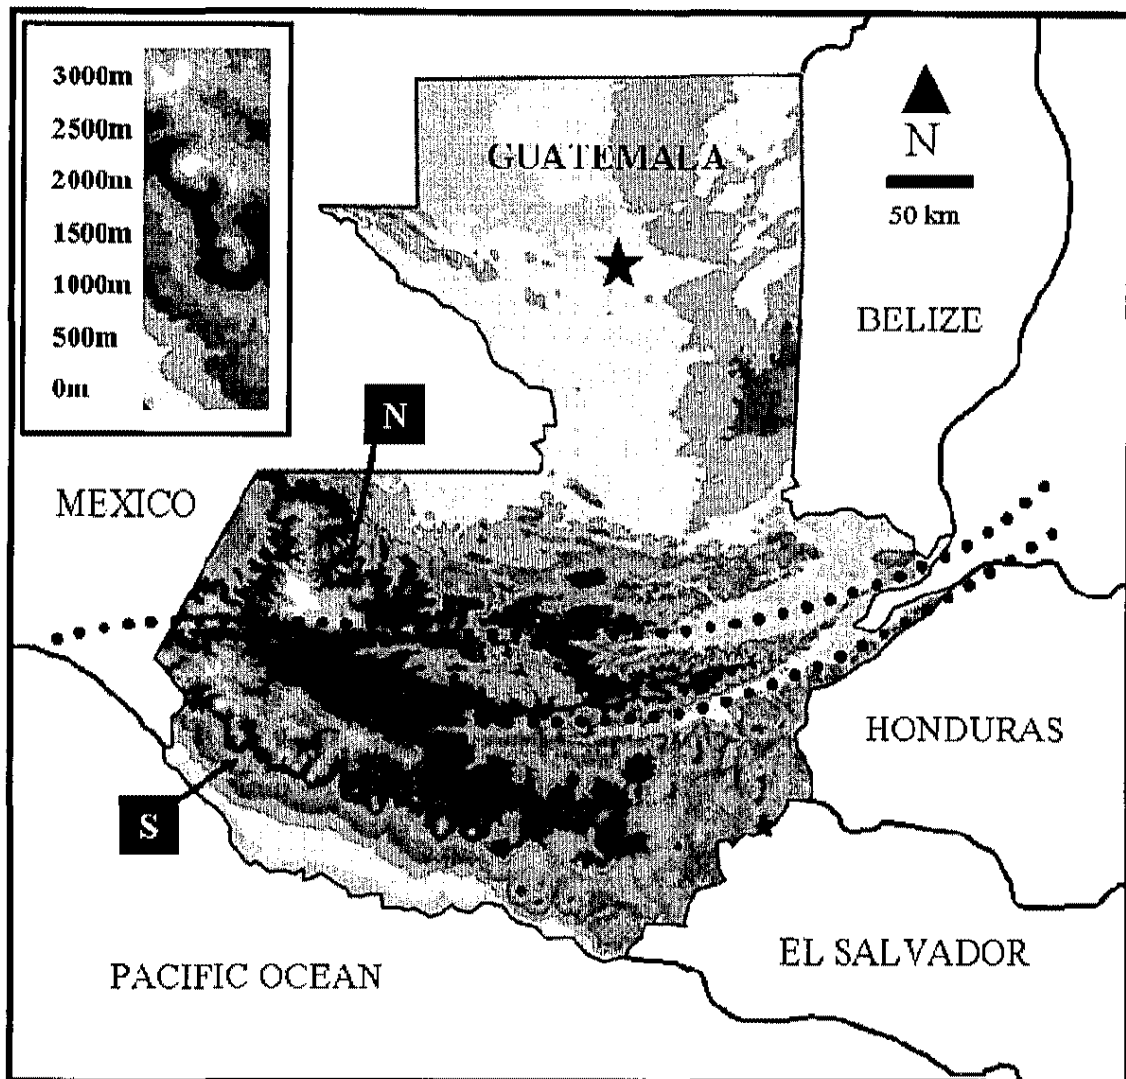 3000m
2500m
2000m
1500m
1000m
500m
0m
GUATEMALA
N
50 km
BELIZE
N
MEXICO
HONDURAS
S
EL SALVADOR
PACIFIC OCEAN